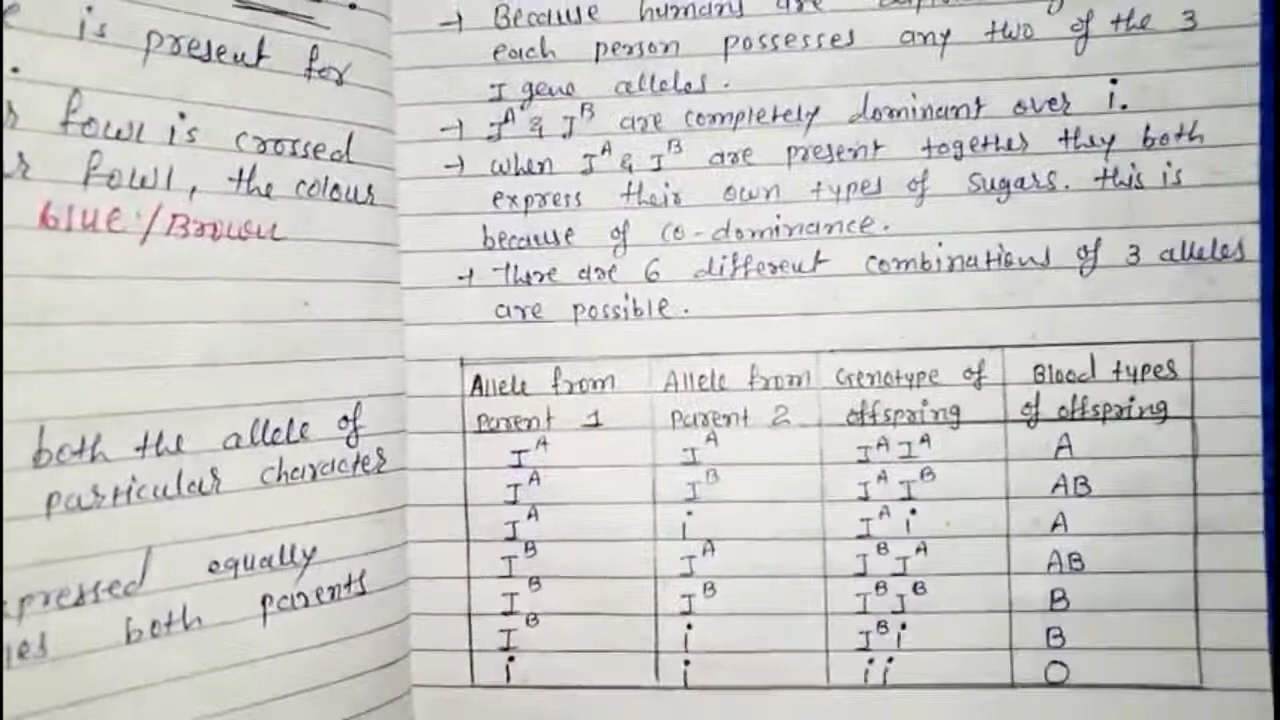 is present for
fowl is crossed
fowl, the colour
blue/Brown
both the allele of
particular character
pressed equally
both parents
→ Because humans are
each person possesses any two of the 3
I gene alleles.
→ I^A & I^B are completely dominant over i.
→ when I^A & I^B are present together they both
express their own types of sugars. this is
because of co-dominance.
→ There are 6 different combinations of 3 alleles
are possible.
Allele from Allele from Genotype of Blood types
Parent 1 Parent 2 offspring of offspring
I^A I^A I^A I^A A
I^A I^B I^A I^B AB
I^A i I^A i A
I^B I^A I^B I^A AB
I^B I^B I^B I^B B
I^B i I^B i B
i i ii O